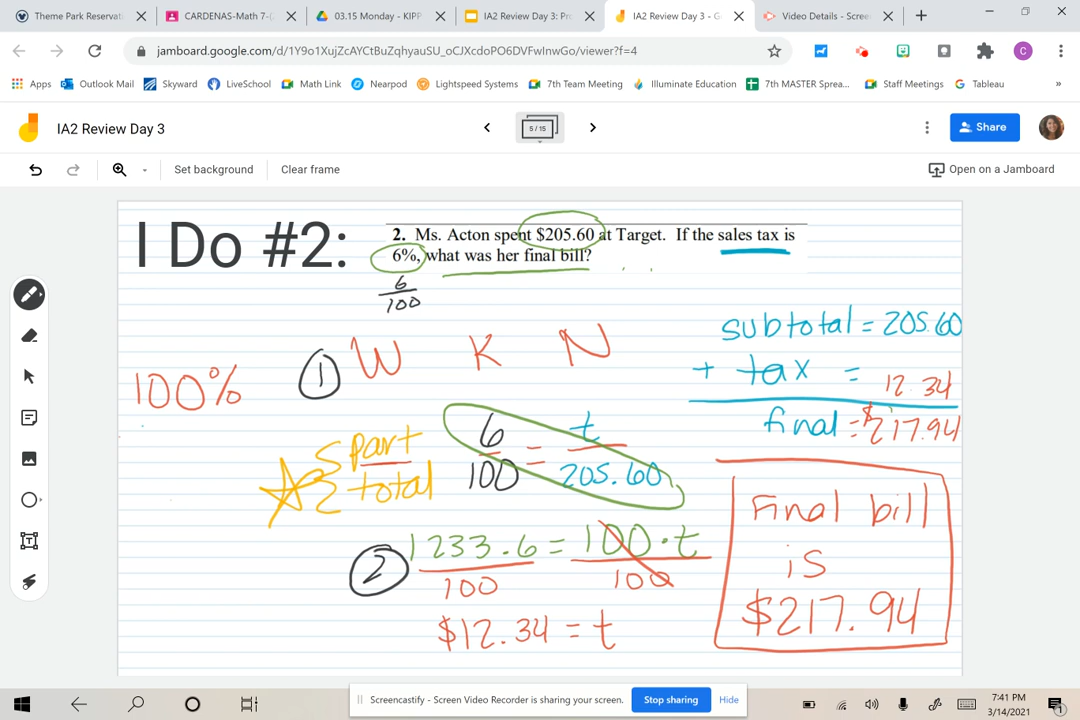 Theme Park Reservati
CARDENAS-Math 7-(
03.15 Monday - KIPP
IA2 Review Day 3: Pr
IA2 Review Day 3 - G
Video Details - Scree
jamboard.google.com/d/1Y9o1XujZcAYCtBuZqhyauSU_oCJXcdoPO6DVFwInwGo/viewer?f=4
C
Apps
Outlook Mail
Skyward
LiveSchool
Math Link
Nearpod
Lightspeed Systems
7th Team Meeting
Illuminate Education
7th MASTER Sprea...
Staff Meetings
Tableau
»
IA2 Review Day 3
5 / 15
Share
Set background
Clear frame
Open on a Jamboard
I Do #2:
2. Ms. Acton spent $205.60 at Target. If the sales tax is
6%, what was her final bill?
6
100
100%
1
W K N
subtotal = 205.60
+ tax = 12.34
final = $217.94
part
total
6 = t
100 205.60
2
1233.6 = 100 · t
100 100
$12.34 = t
Final bill
is
$217.94
Screencastify - Screen Video Recorder is sharing your screen.
Stop sharing
Hide
7:41 PM
3/14/2021
1